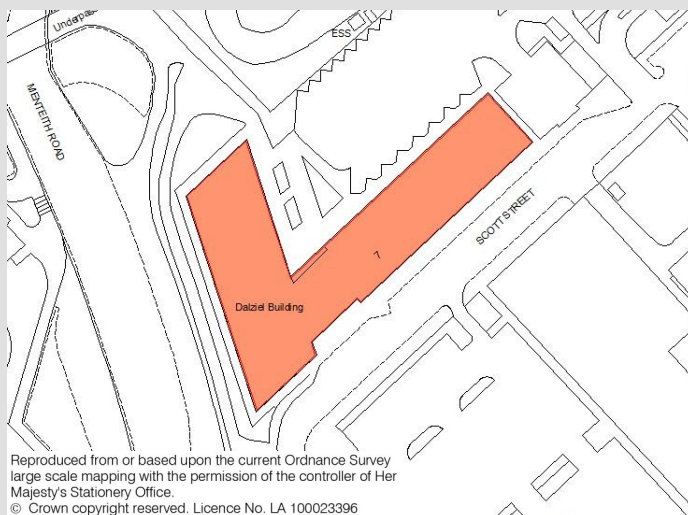 Underpa
ESS
MENTEITH ROAD
SCOTT STREET
7
Dalziel Building
Reproduced from or based upon the current Ordnance Survey
large scale mapping with the permission of the controller of Her
Majesty's Stationery Office.
© Crown copyright reserved. Licence No. LA 100023396